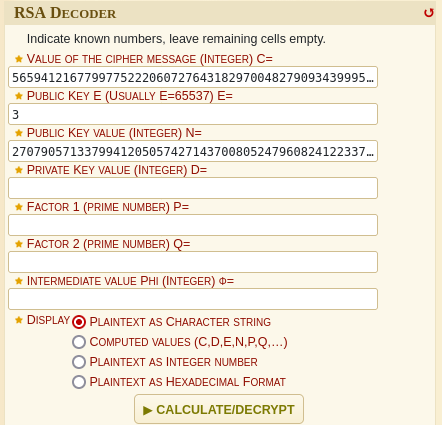 RSA Decoder
Indicate known numbers, leave remaining cells empty.
Value of the cipher message (Integer) C=
565941216779977522206072764318297004827909343995…
Public Key E (Usually E=65537) E=
3
Public Key value (Integer) N=
270790571337994120505742714370080524796082412233 7…
Private Key value (Integer) D=
Factor 1 (prime number) P=
Factor 2 (prime number) Q=
Intermediate value Phi (Integer) Φ=
Display Plaintext as Character string
Computed values (C,D,E,N,P,Q,…)
Plaintext as Integer number
Plaintext as Hexadecimal Format
▶ CALCULATE/DECRYPT